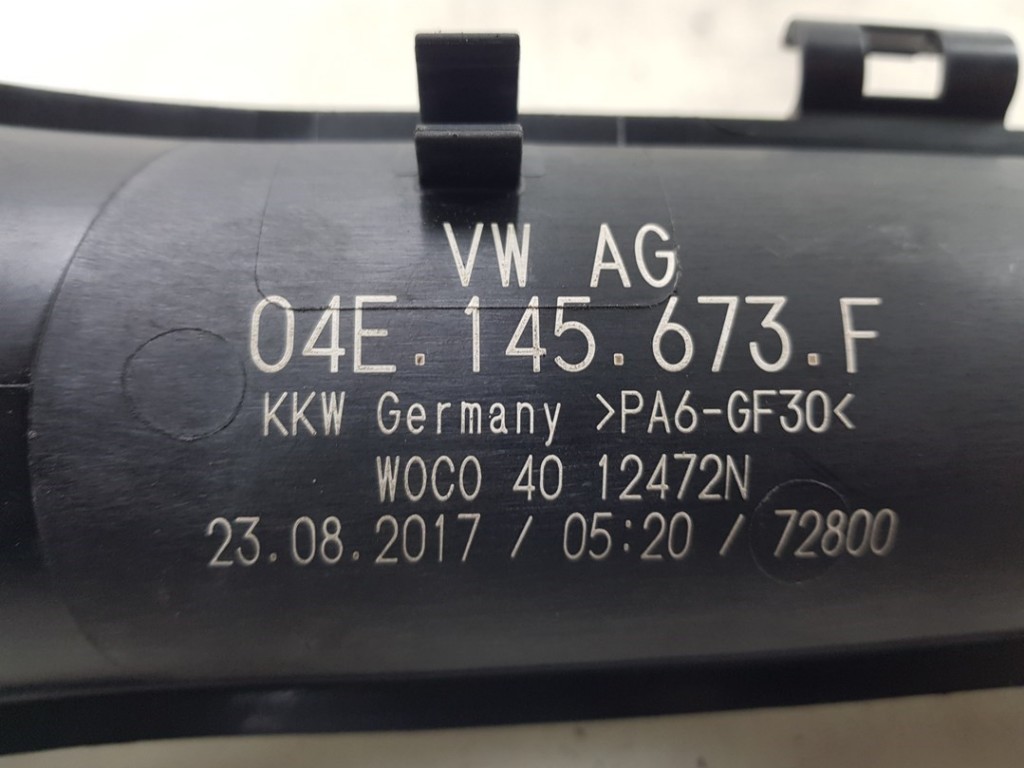 VW AG
04E.145.673.F
KKW Germany >PA6-GF30<
WOCO 40 12472N
23.08.2017 / 05:20 / 72800